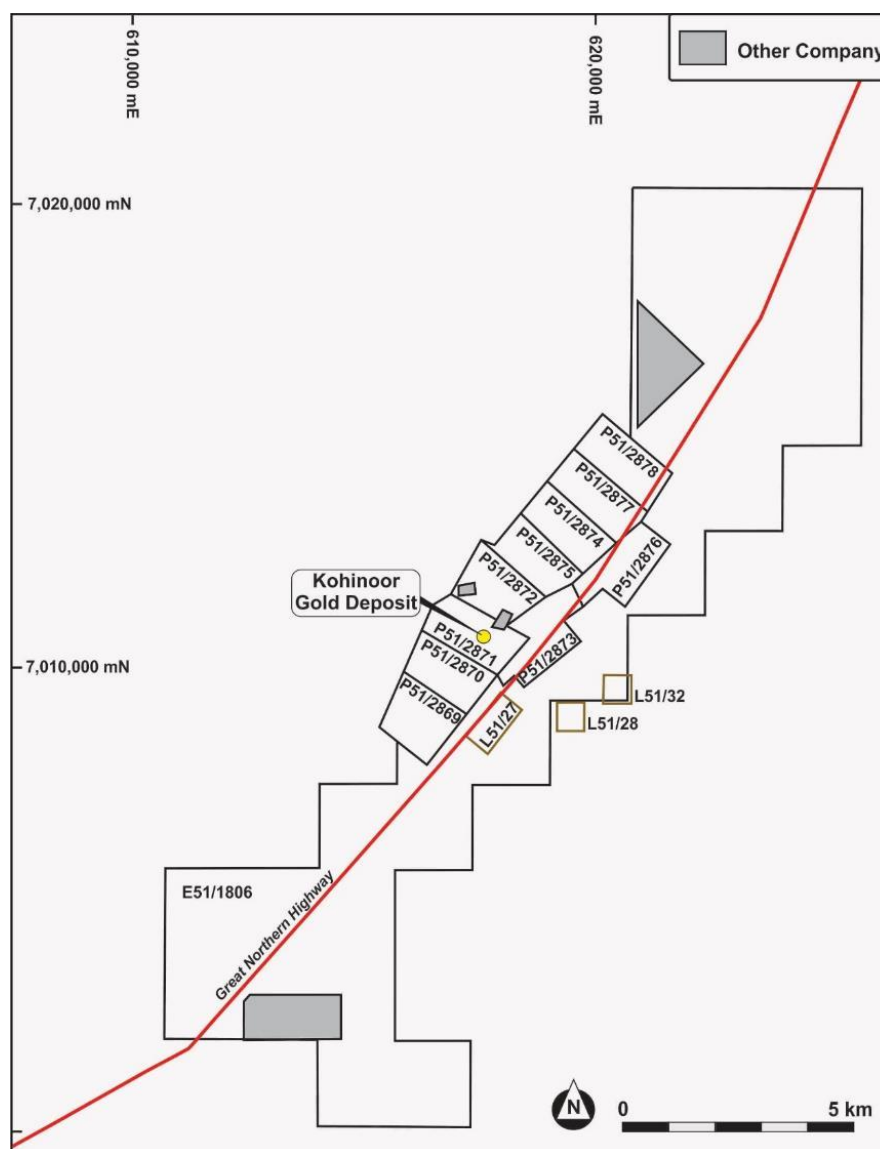 610,000 mE
620,000 mE
Other Company
7,020,000 mN
P51/2878
P51/2877
P51/2874
P51/2875
P51/2876
P51/2872
Kohinoor
Gold Deposit
P51/2871
P51/2873
P51/2870
7,010,000 mN
P51/2869
L51/27
L51/32
L51/28
E51/1806
Great Northern Highway
N
0
5 km